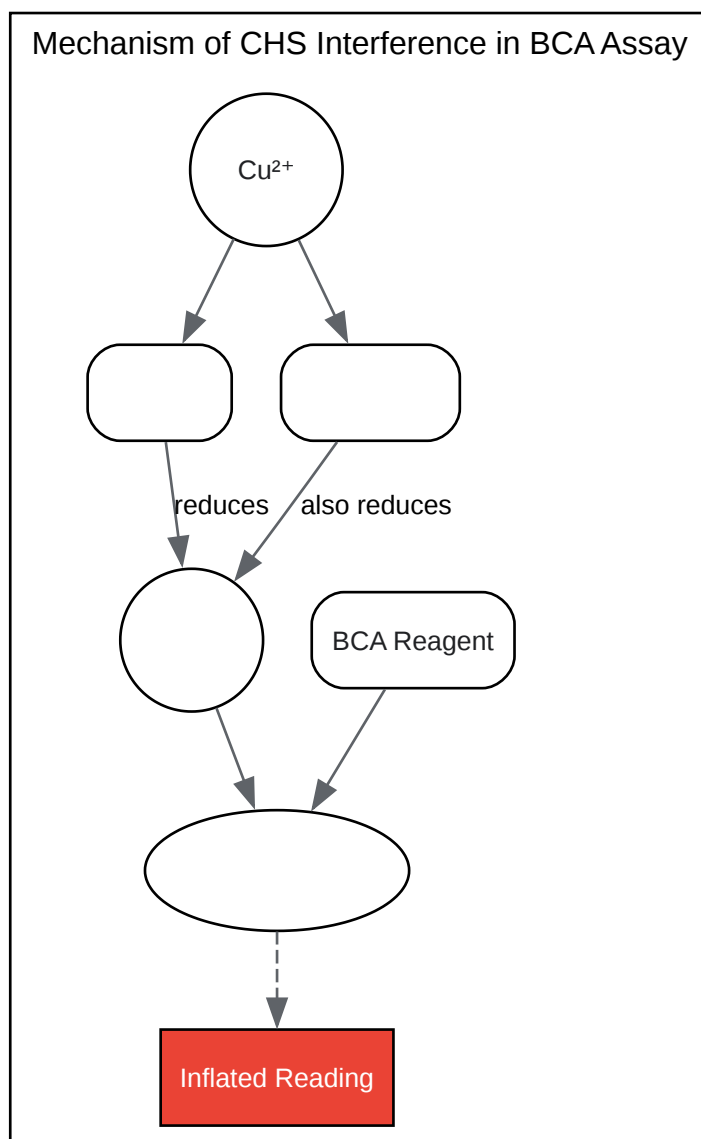 Mechanism of CHS Interference in BCA Assay
Cu²⁺
reduces
also reduces
BCA Reagent
Inflated Reading